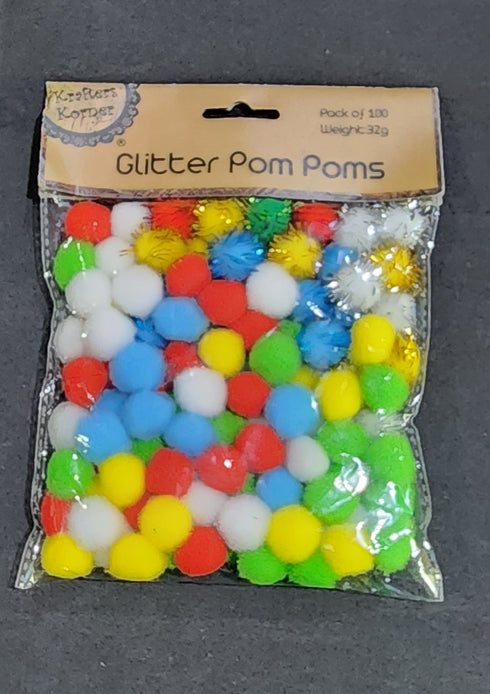 Krafters
Korner
®
Pack of 100
Weight:32g
Glitter Pom Poms